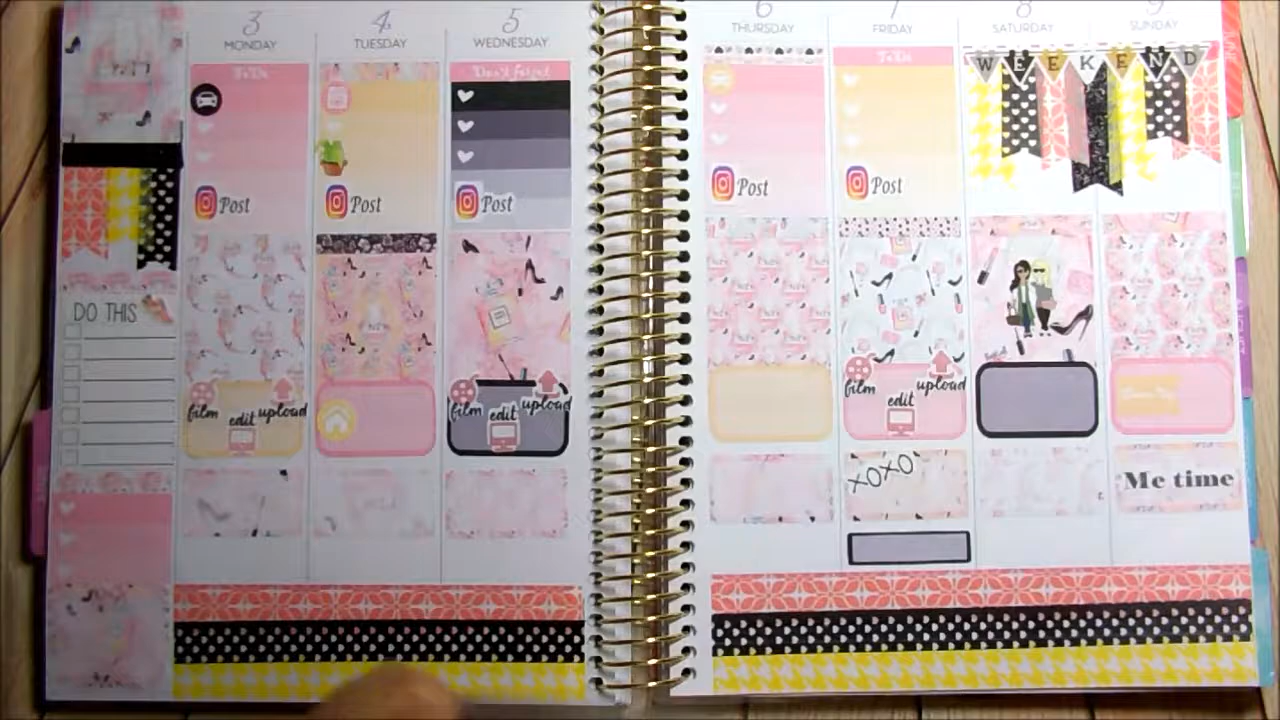 3
MONDAY
4
TUESDAY
5
WEDNESDAY
6
THURSDAY
7
FRIDAY
8
SATURDAY
9
SUNDAY
To Do
Don't forget
To Do
WEEKEND
Post
Post
Post
Post
Post
DO THIS
film
edit
upload
film
edit
upload
film
edit
upload
XOXO
Me time